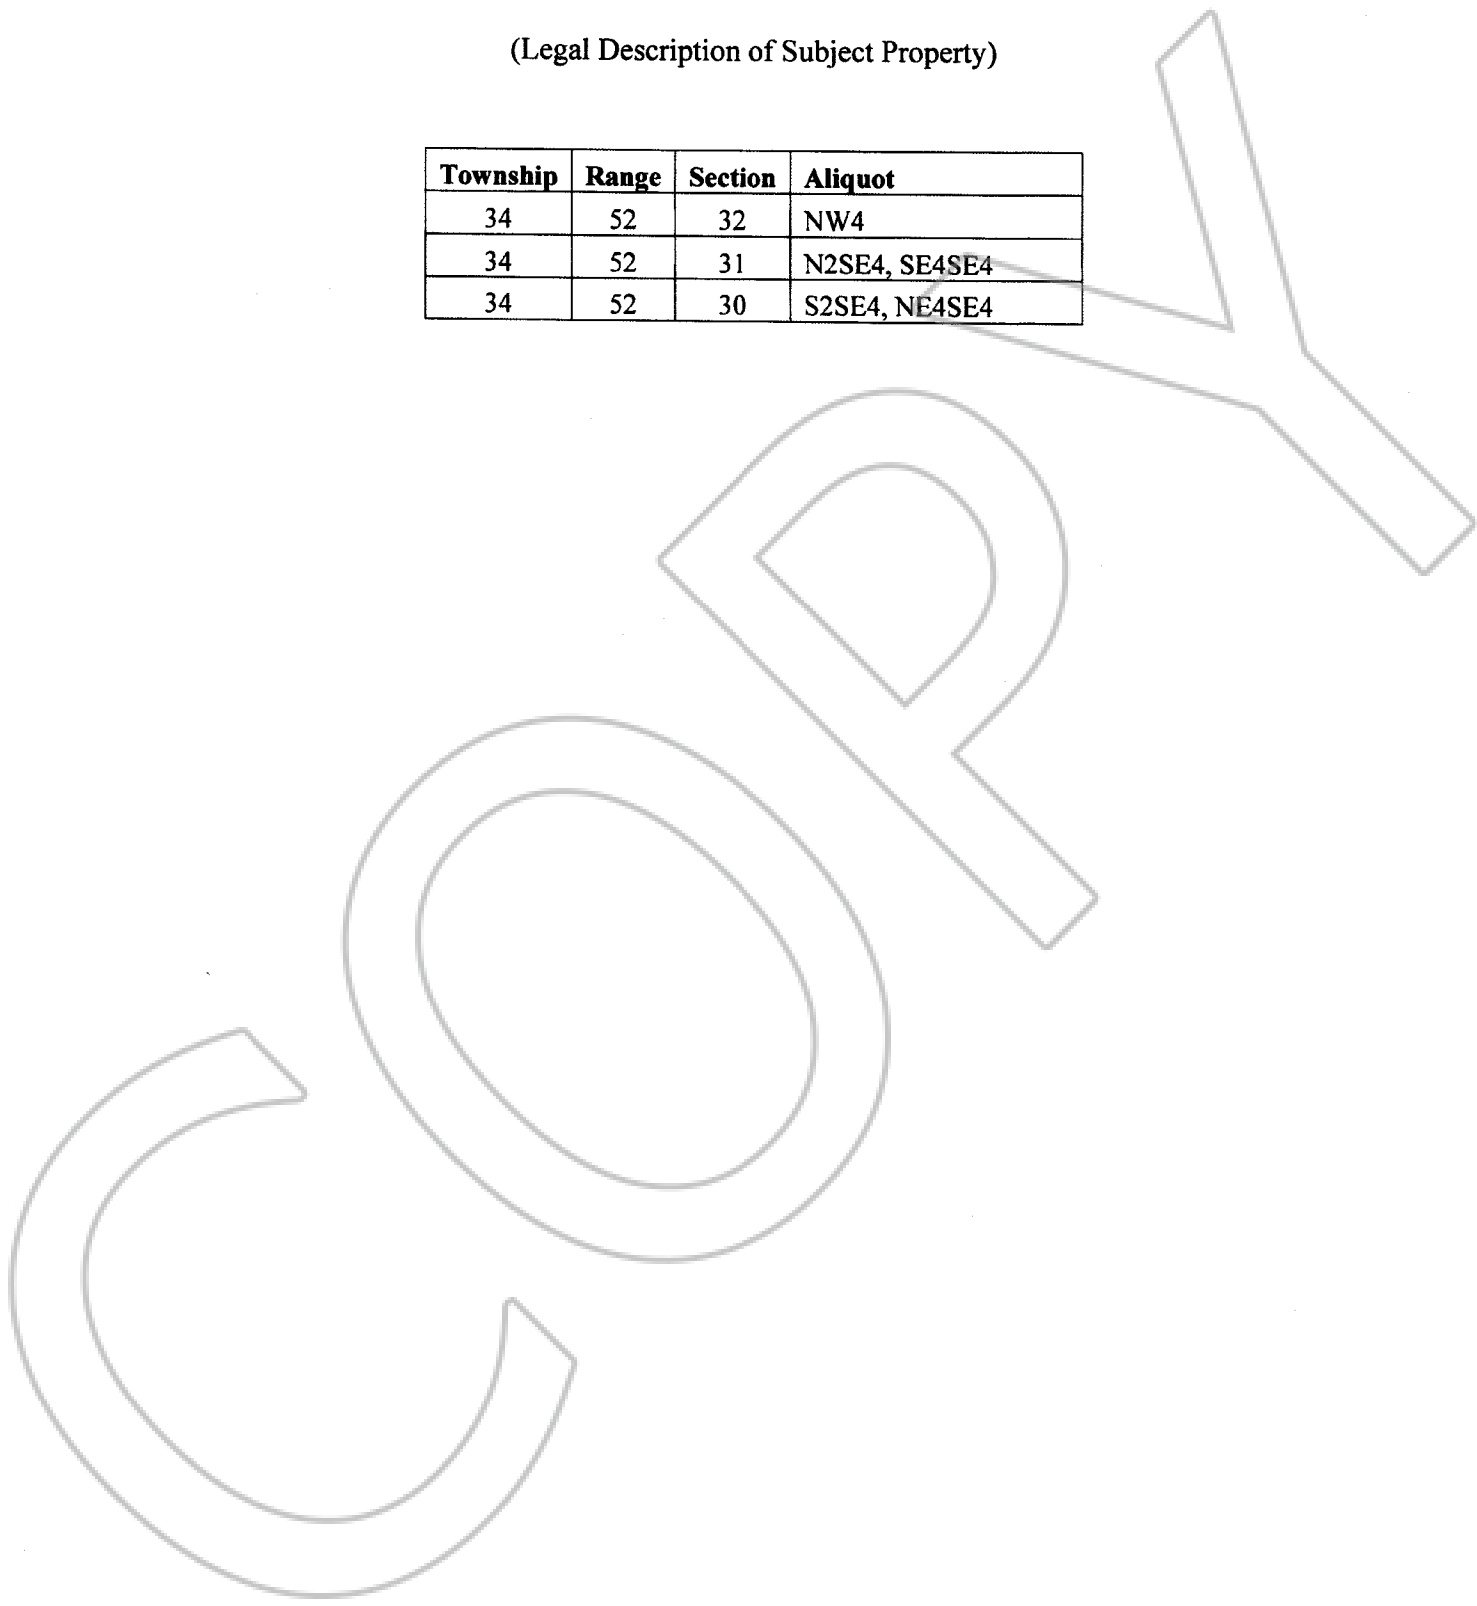 (Legal Description of Subject Property)
Township Range Section Aliquot
34 52 32 NW4
34 52 31 N2SE4, SE4SE4
34 52 30 S2SE4, NE4SE4
COPY